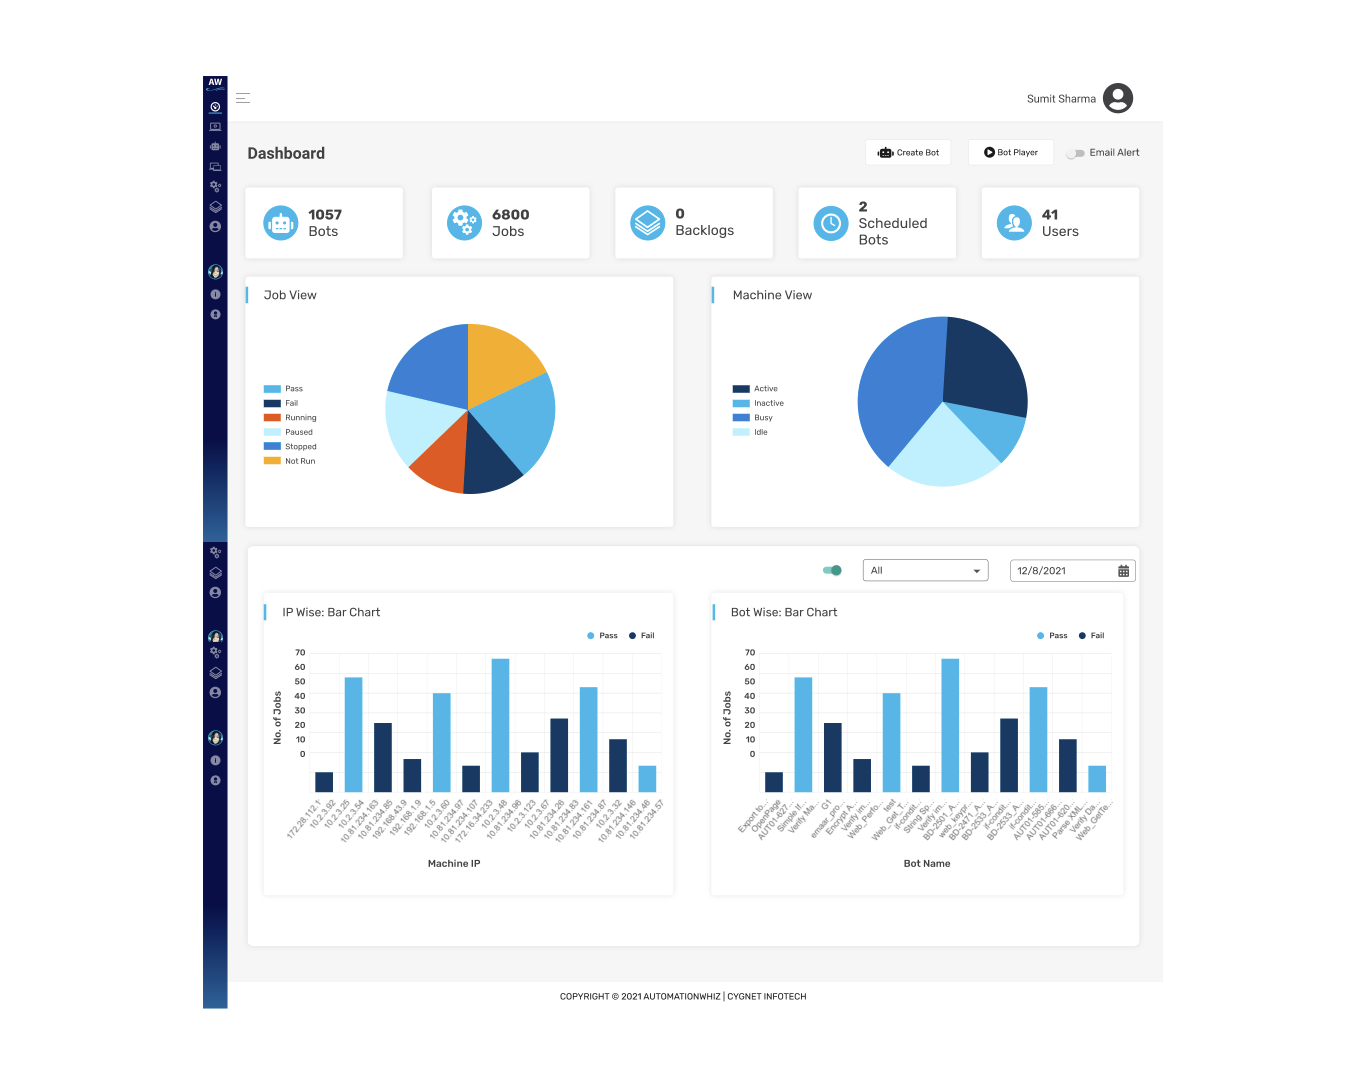 AW
Sumit Sharma
Dashboard
Create Bot
Bot Player
Email Alert
1057
Bots
6800
Jobs
0
Backlogs
2
Scheduled
Bots
41
Users
Job View
Pass
Fail
Running
Paused
Stopped
Not Run
Machine View
Active
Inactive
Busy
Idle
All
12/8/2021
IP Wise: Bar Chart
Pass
Fail
70
60
50
40
30
20
10
0
No. of Jobs
172.28.112.1
10.2.3.92
10.2.3.25
10.2.3.54
10.81.234.163
10.81.234.85
192.168.43.9
192.168.1.9
192.168.1.5
10.2.3.60
10.81.234.97
10.81.234.107
172.16.34.233
10.2.3.48
10.81.234.96
10.2.3.123
10.2.3.67
10.81.234.26
10.81.234.83
10.81.234.161
10.81.234.87
10.2.3.32
10.81.234.146
10.81.234.46
10.81.234.57
Machine IP
Bot Wise: Bar Chart
Pass
Fail
70
60
50
40
30
20
10
0
No. of Jobs
Export to...
OpenPage
AUT01-627...
Simple If...
Verify Ma...
G1
emaar_pro...
Encrypt A...
Verify im...
Web_Perfo...
test
Web_Get_T...
if-condit...
String Sp...
Verify im...
BD-2501_A...
web_keypr...
BD-2471_A...
BD-2533_A...
if-condit...
BD-2533_A...
if-condit...
AUT01-565...
AUT01-666...
AUT01-620...
Parse XML...
Verify Da...
Web_GetTe...
Bot Name
COPYRIGHT © 2021 AUTOMATIONWHIZ | CYGNET INFOTECH